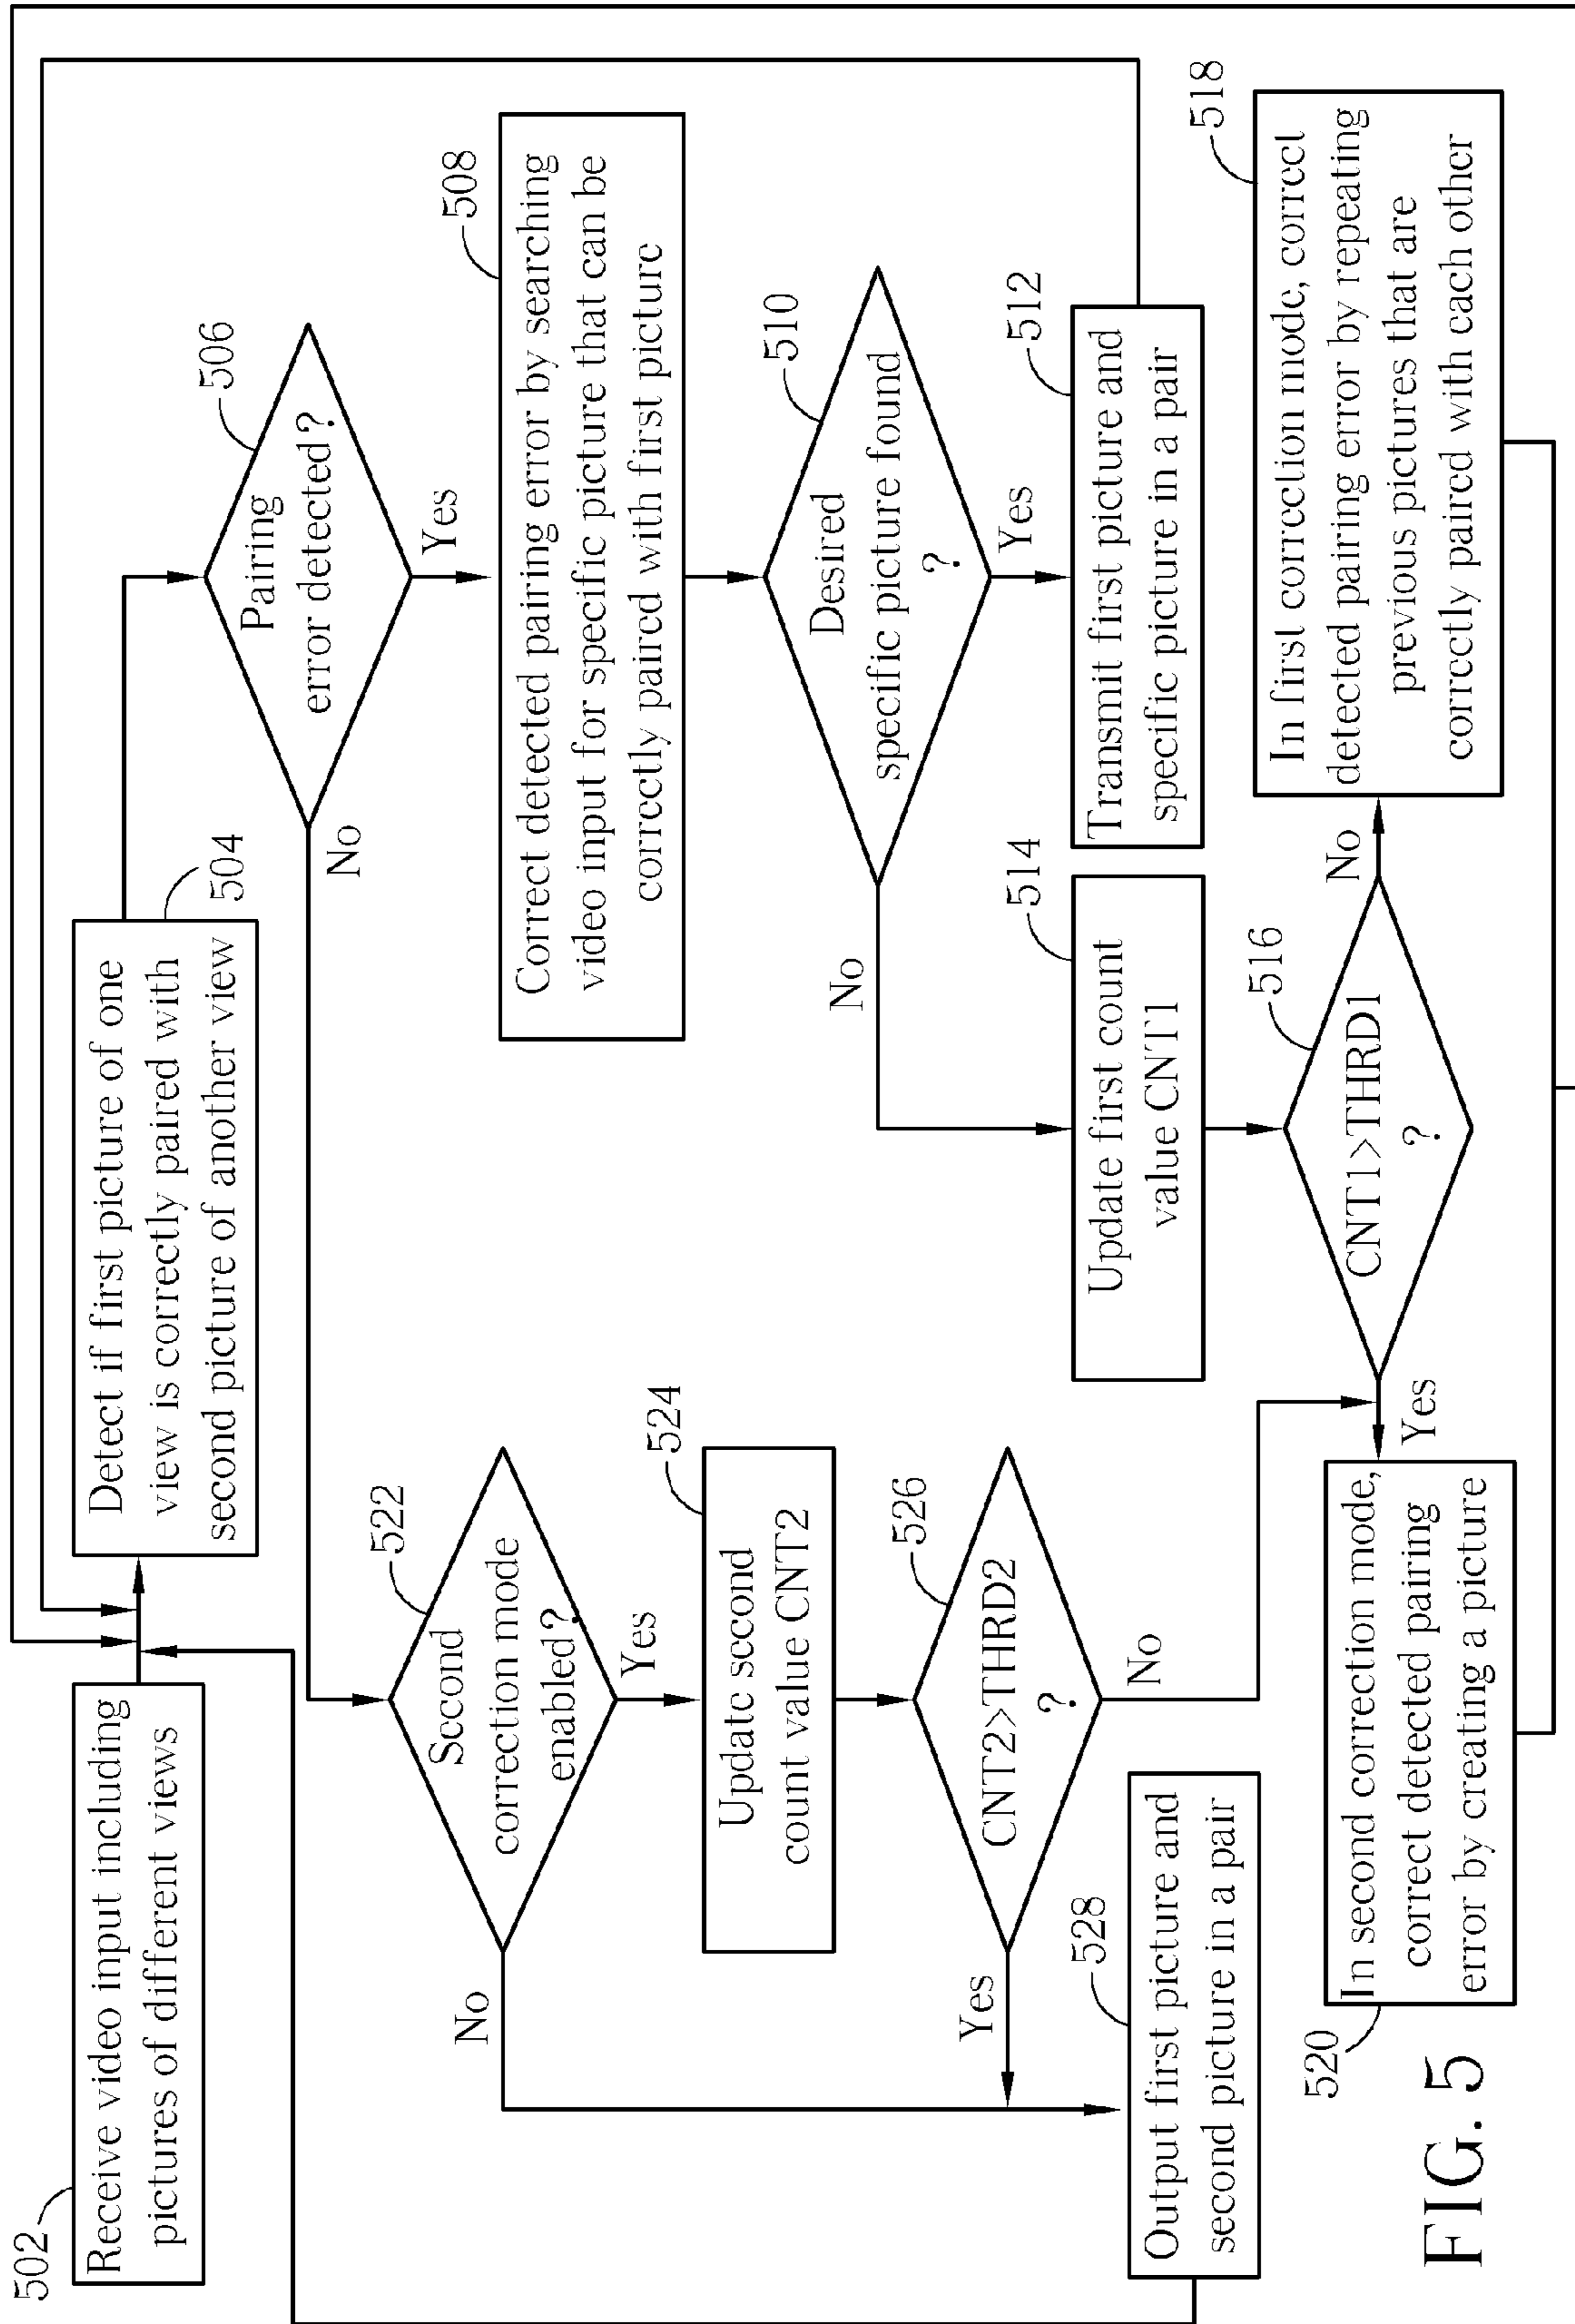 502
Receive video input including
pictures of different views
Detect if first picture of one
view is correctly paired with
second picture of another view
504
Pairing
error detected?
506
No
Yes
508
Correct detected pairing error by searching
video input for specific picture that can be
correctly paired with first picture
Desired
specific picture found
?
510
No
Yes
512
Transmit first picture and
specific picture in a pair
514
Update first count
value CNT1
516
CNT1>THRD1
?
No
Yes
518
In first correction mode, correct
detected pairing error by repeating
previous pictures that are
correctly paired with each other
520
In second correction mode,
correct detected pairing
error by creating a picture
522
Second
correction mode
enabled?
No
Yes
524
Update second
count value CNT2
526
CNT2>THRD2
?
Yes
No
528
Output first picture and
second picture in a pair
FIG. 5